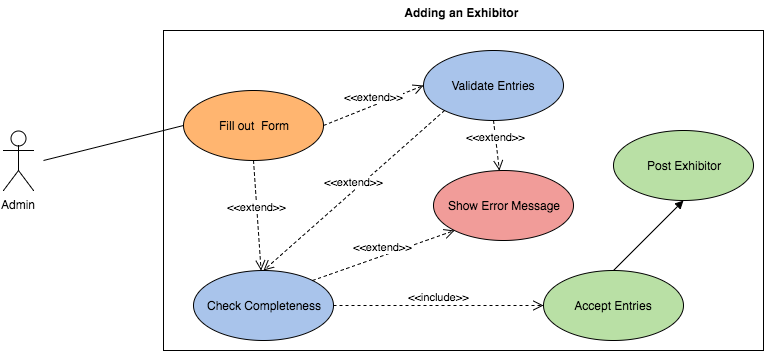 Adding an Exhibitor
Validate Entries
<<extend>>
Fill out  Form
<<extend>>
Post Exhibitor
<<extend>>
Admin
<<extend>>
Show Error Message
<<extend>>
<<include>>
Check Completeness
Accept Entries